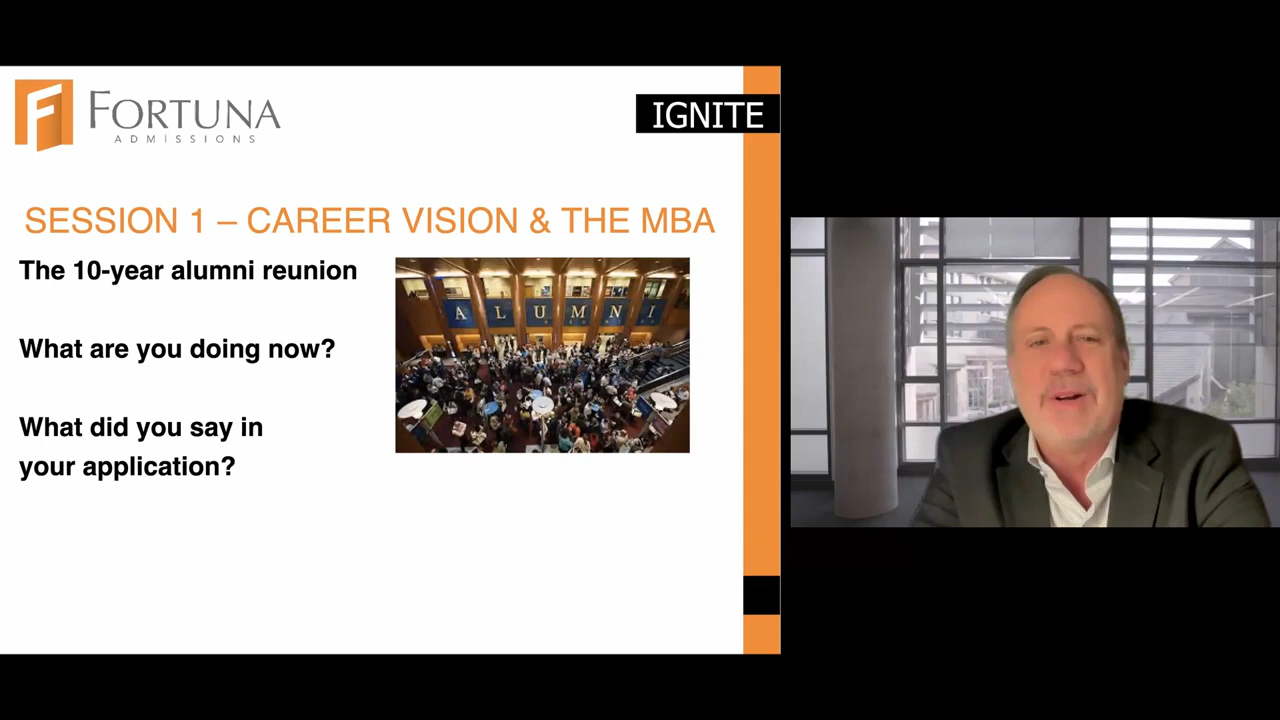 FORTUNA
ADMISSIONS
IGNITE
SESSION 1 – CAREER VISION & THE MBA
The 10-year alumni reunion
ALUMNI
What are you doing now?
What did you say in
your application?